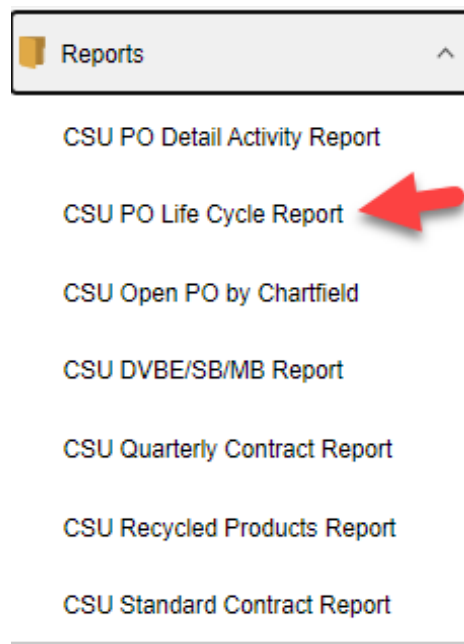 Reports
CSU PO Detail Activity Report
CSU PO Life Cycle Report
CSU Open PO by Chartfield
CSU DVBE/SB/MB Report
CSU Quarterly Contract Report
CSU Recycled Products Report
CSU Standard Contract Report